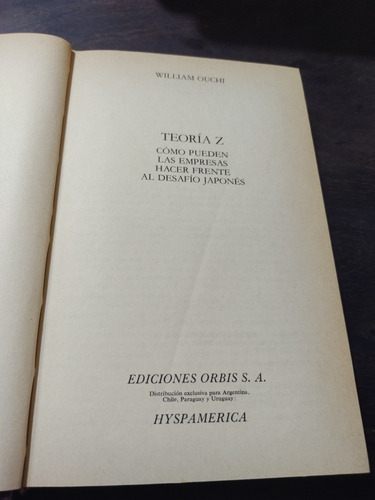 WILLIAM OUCHI
TEORÍA Z
CÓMO PUEDEN
LAS EMPRESAS
HACER FRENTE
AL DESAFÍO JAPONÉS
EDICIONES ORBIS S. A.
Distribución exclusiva para Argentina,
Chile, Paraguay y Uruguay:
HYSPAMERICA